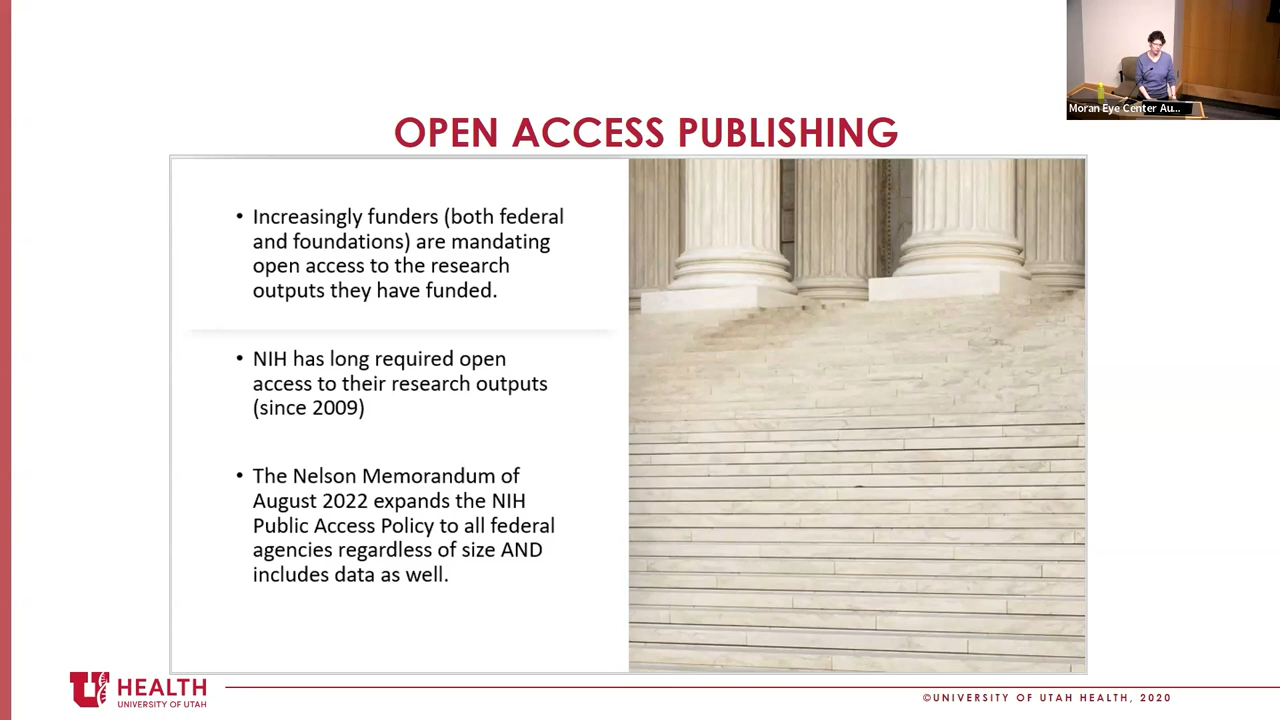 Moran Eye Center Au...
OPEN ACCESS PUBLISHING
• Increasingly funders (both federal
and foundations) are mandating
open access to the research
outputs they have funded.
• NIH has long required open
access to their research outputs
(since 2009)
• The Nelson Memorandum of
August 2022 expands the NIH
Public Access Policy to all federal
agencies regardless of size AND
includes data as well.
U HEALTH
UNIVERSITY OF UTAH
©UNIVERSITY OF UTAH HEALTH, 2020